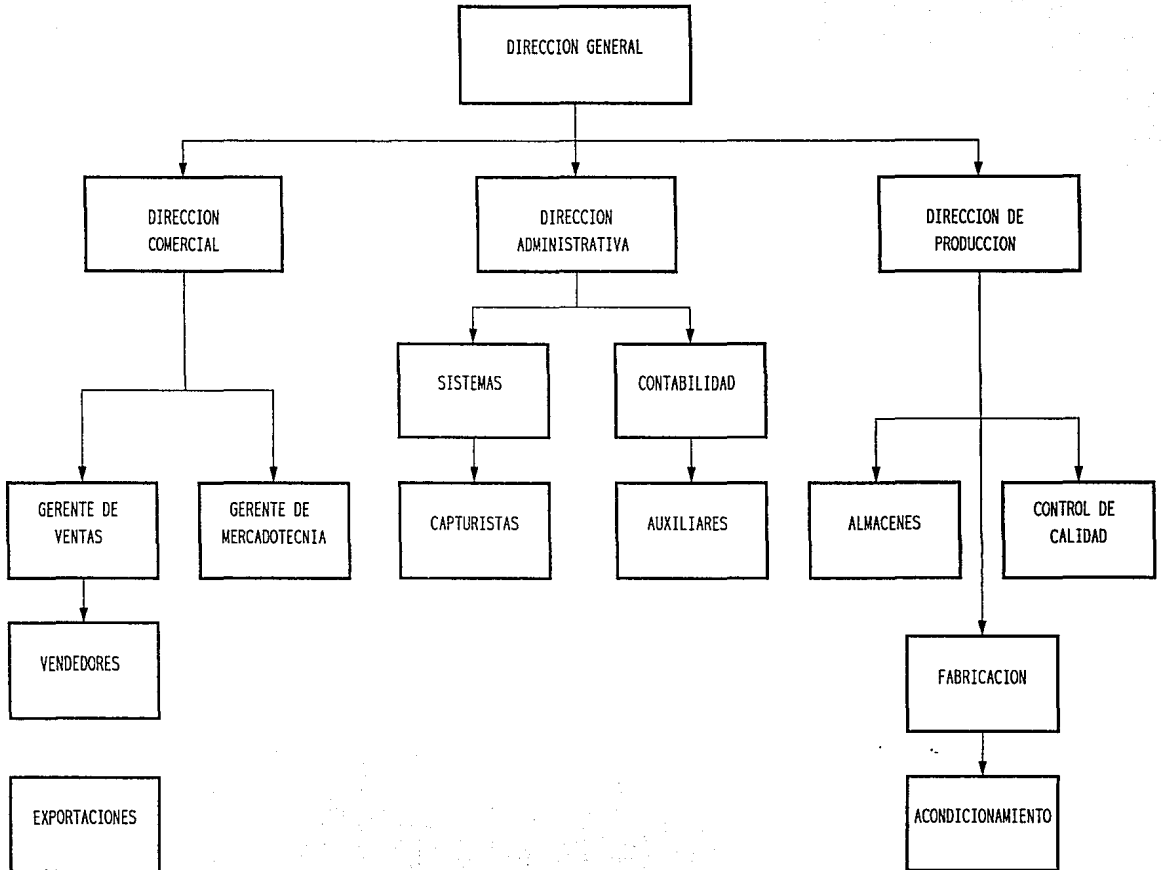 DIRECCION GENERAL
DIRECCION
COMERCIAL
DIRECCION
ADMINISTRATIVA
DIRECCION DE
PRODUCCION
SISTEMAS
CONTABILIDAD
GERENTE DE
VENTAS
GERENTE DE
MERCADOTECNIA
CAPTURISTAS
AUXILIARES
ALMACENES
CONTROL DE
CALIDAD
VENDEDORES
FABRICACION
EXPORTACIONES
ACONDICIONAMIENTO